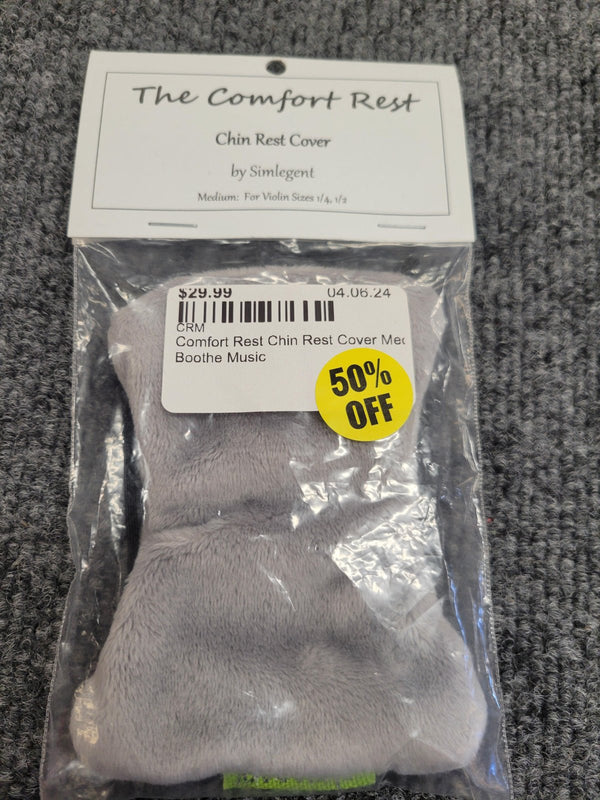 The Comfort Rest
Chin Rest Cover
by Simlegent
Medium: For Violin Sizes 1/4, 1/2
$29.99 04.06.24
CRM
Comfort Rest Chin Rest Cover Med
Boothe Music
50%
OFF